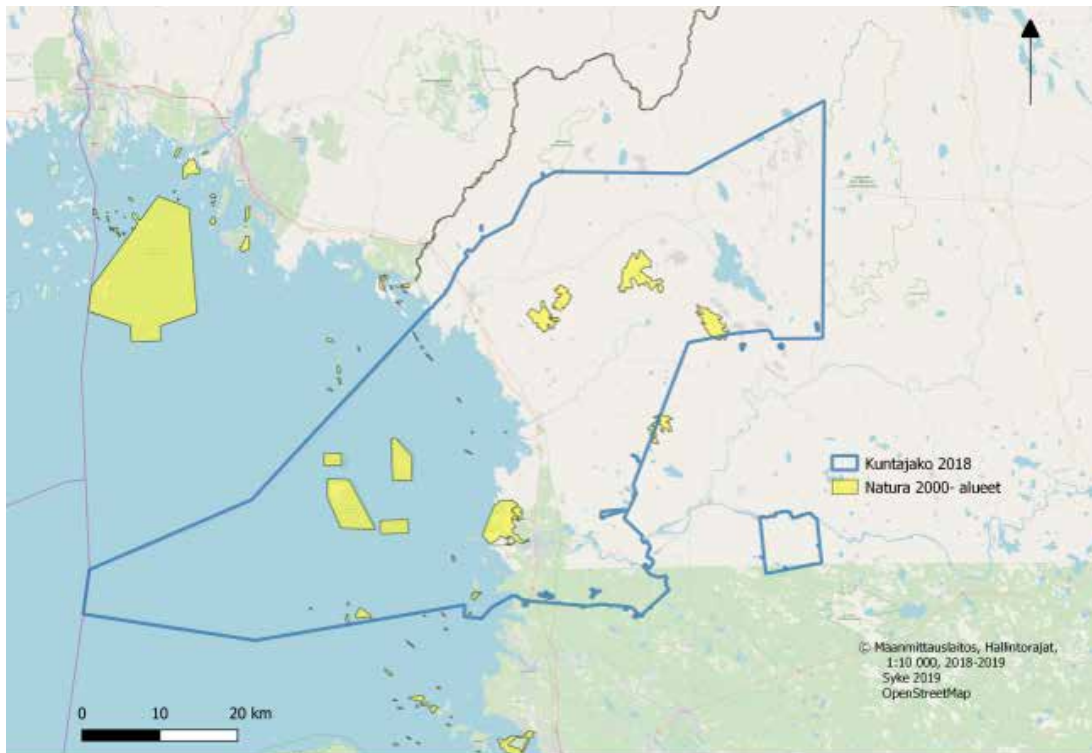 Kuntajako 2018
Natura 2000- alueet
© Maanmittauslaitos, Hallintorajat,
1:10 000, 2018-2019
Syke 2019
OpenStreetMap
0 10 20 km